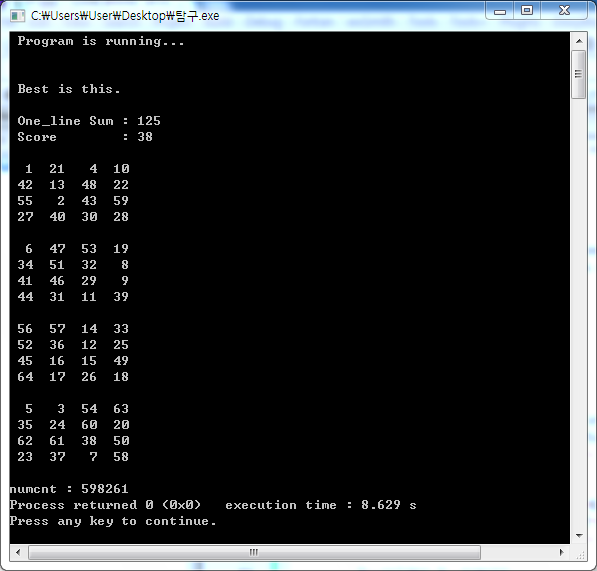 C:₩Users₩User₩Desktop₩탐구.exe
Program is running...
Best is this.
One_line Sum : 125
Score        : 38
1  21   4  10
42  13  48  22
55   2  43  59
27  40  30  28
6  47  53  19
34  51  32   8
41  46  29   9
44  31  11  39
56  57  14  33
52  36  12  25
45  16  15  49
64  17  26  18
5   3  54  63
35  24  60  20
62  61  38  50
23  37   7  58
numcnt : 598261
Process returned 0 (0x0)   execution time : 8.629 s
Press any key to continue.